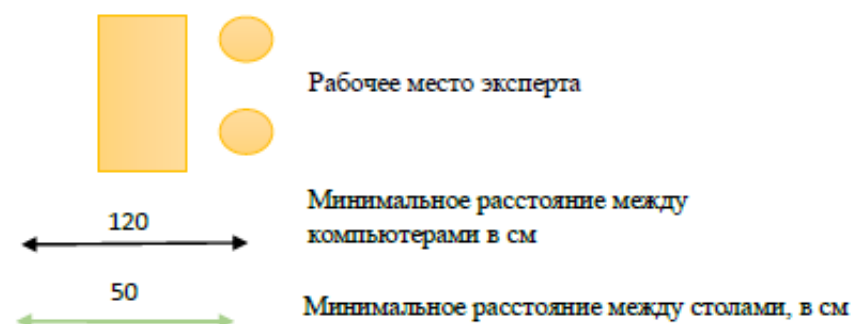 Рабочее место эксперта
120
Минимальное расстояние между
компьютерами в см
50
Минимальное расстояние между столами, в см